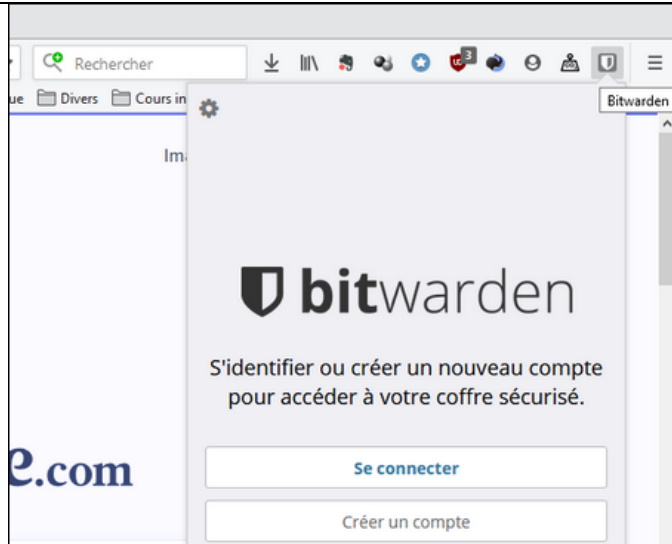 Rechercher
3
Divers
Cours in
Bitwarden
Ima
bitwarden
S'identifier ou créer un nouveau compte
pour accéder à votre coffre sécurisé.
e.com
Se connecter
Créer un compte